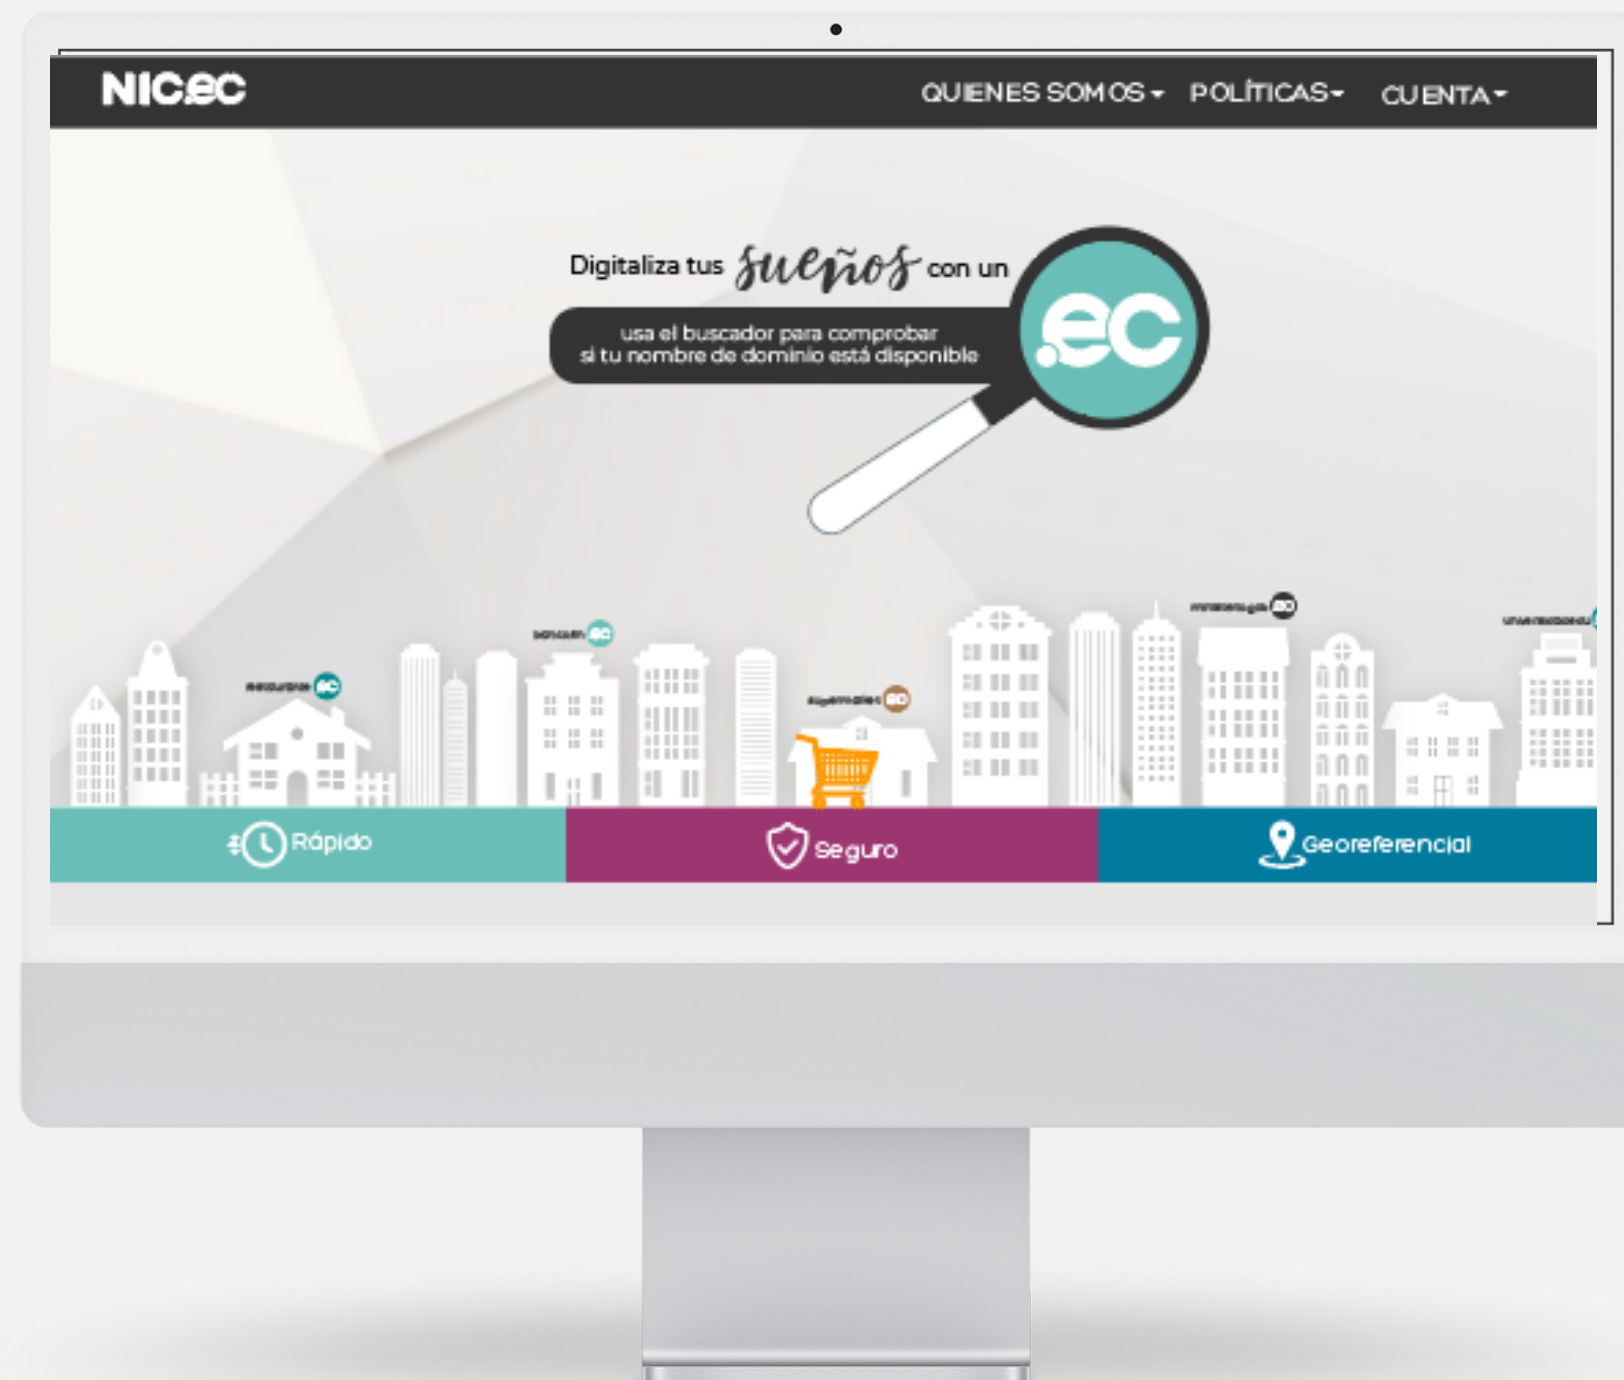 NIC.ec
QUIENES SOMOS
POLÍTICAS
CUENTA
Digitaliza tus sueños con un
.ec
usa el buscador para comprobar
si tu nombre de dominio está disponible
Rápido
Seguro
Georeferencial